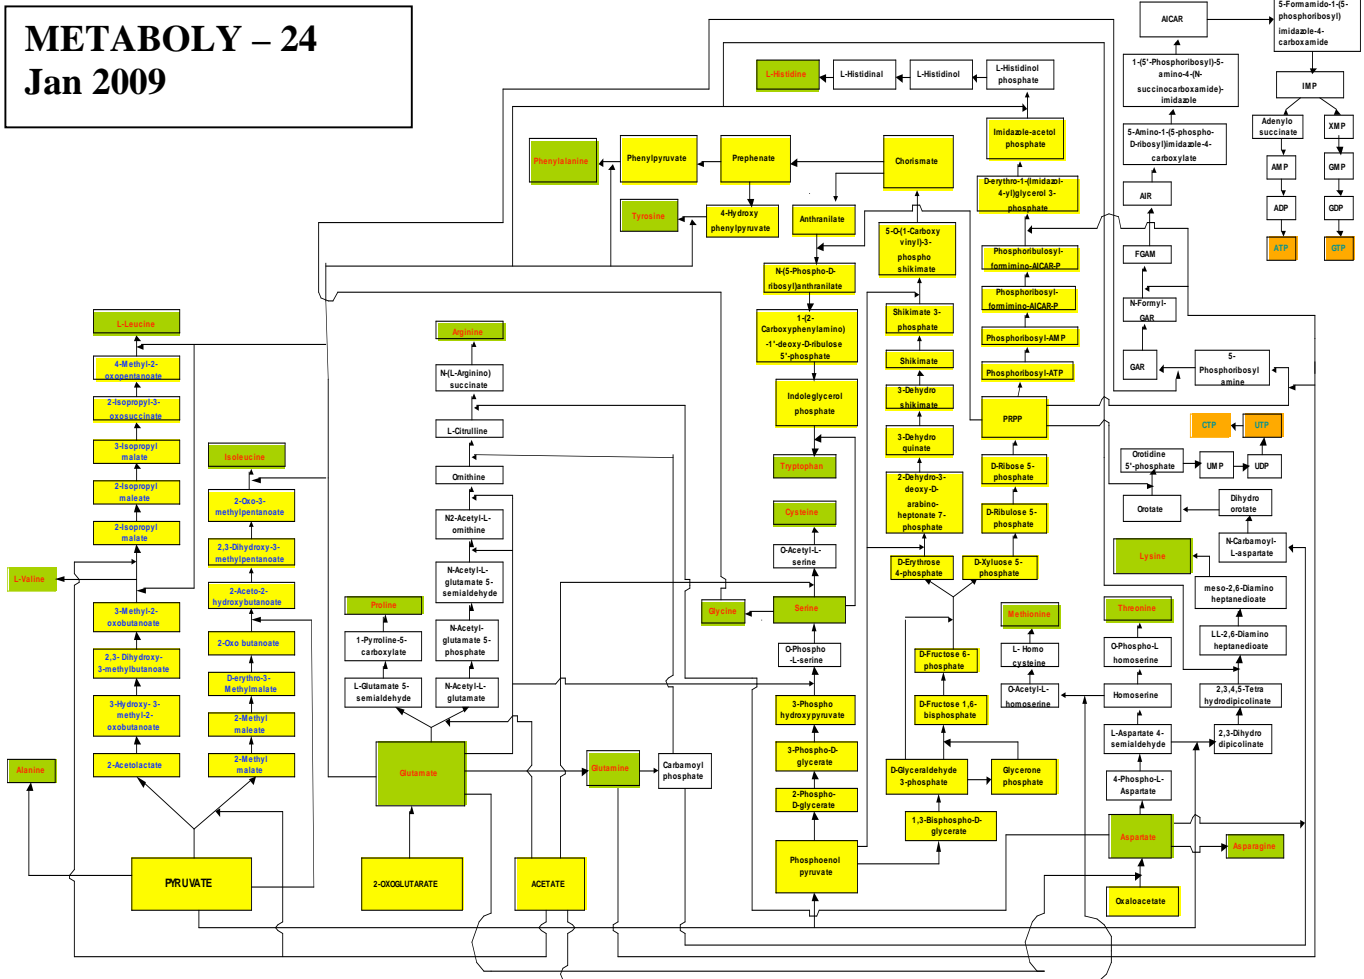 METABOLY – 24
Jan 2009
AICAR
5-Formamido-1-(5-
phosphoribosyl)
imidazole-4-
carboxamide
1-(5'-Phosphoribosyl)-5-
amino-4-(N-
succinocarboxamide)-
imidazole
IMP
Adenylo
succinate
XMP
5-Amino-1-(5-phospho-
D-ribosyl)imidazole-4-
carboxylate
AMP
GMP
AIR
ADP
GDP
ATP
GTP
FGAM
N-Formyl-
GAR
GAR
5-
Phosphoribosyl
amine
L-Histidine
L-Histidinal
L-Histidinol
L-Histidinol
phosphate
Imidazole-acetol
phosphate
D-erythro-1-(Imidazol-
4-yl)glycerol 3-
phosphate
Phosphoribulosyl-
formimino-AICAR-P
Phosphoribosyl-
formimino-AICAR-P
Phosphoribosyl-AMP
Phosphoribosyl-ATP
PRPP
D-Ribose 5-
phosphate
D-Ribulose 5-
phosphate
D-Xyluose 5-
phosphate
Phenylalanine
Phenylpyruvate
Prephenate
Chorismate
Tyrosine
4-Hydroxy
phenylpyruvate
Anthranilate
N-(5-Phospho-D-
ribosyl)anthranilate
1-(2-
Carboxyphenylamino)
-1'-deoxy-D-ribulose
5'-phosphate
Indoleglycerol
phosphate
Tryptophan
5-O-(1-Carboxy
vinyl)-3-
phospho
shikimate
Shikimate 3-
phosphate
Shikimate
3-Dehydro
shikimate
3-Dehydro
quinate
2-Dehydro-3-
deoxy-D-
arabino-
heptonate 7-
phosphate
D-Erythrose
4-phosphate
Cysteine
O-Acetyl-L-
serine
Glycine
Serine
O-Phospho
-L-serine
3-Phospho
hydroxypyruvate
3-Phospho-D-
glycerate
2-Phospho-
D-glycerate
Phosphoenol
pyruvate
D-Fructose 6-
phosphate
D-Fructose 1,6-
bisphosphate
D-Glyceraldehyde
3-phosphate
Glycerone
phosphate
1,3-Bisphospho-D-
glycerate
CTP
UTP
Orotidine
5'-phosphate
UMP
UDP
Orotate
Dihydro
orotate
N-Carbamoyl-
L-aspartate
Lysine
meso-2,6-Diamino
heptanedioate
LL-2,6-Diamino
heptanedioate
2,3,4,5-Tetra
hydrodipicolinate
2,3-Dihydro
dipicolinate
Methionine
L- Homo
cysteine
O-Acetyl-L-
homoserine
Threonine
O-Phospho-L
homoserine
Homoserine
L-Aspartate 4-
semialdehyde
4-Phospho-L-
Aspartate
Aspartate
Asparagine
Oxaloacetate
L-Leucine
4-Methyl-2-
oxopentanoate
2-Isopropyl-3-
oxosuccinate
3-Isopropyl
malate
2-Isopropyl
maleate
2-Isopropyl
malate
L-Valine
3-Methyl-2-
oxobutanoate
2,3- Dihydroxy-
3-methylbutanoate
3-Hydroxy- 3-
methyl-2-
oxobutanoate
2-Acetolactate
Alanine
Isoleucine
2-Oxo-3-
methylpentanoate
2,3-Dihydroxy-3-
methylpentanoate
2-Aceto-2-
hydroxybutanoate
2-Oxo butanoate
D-erythro-3-
Methylmalate
2-Methyl
maleate
2-Methyl
malate
PYRUVATE
Arginine
N-(L-Arginino)
succinate
L-Citrulline
Ornithine
N2-Acetyl-L-
ornithine
N-Acetyl-L-
glutamate 5-
semialdehyde
N-Acetyl-
glutamate 5-
phosphate
N-Acetyl-L-
glutamate
Proline
1-Pyrroline-5-
carboxylate
L-Glutamate 5-
semialdehyde
Glutamate
Glutamine
Carbamoyl
phosphate
2-OXOGLUTARATE
ACETATE